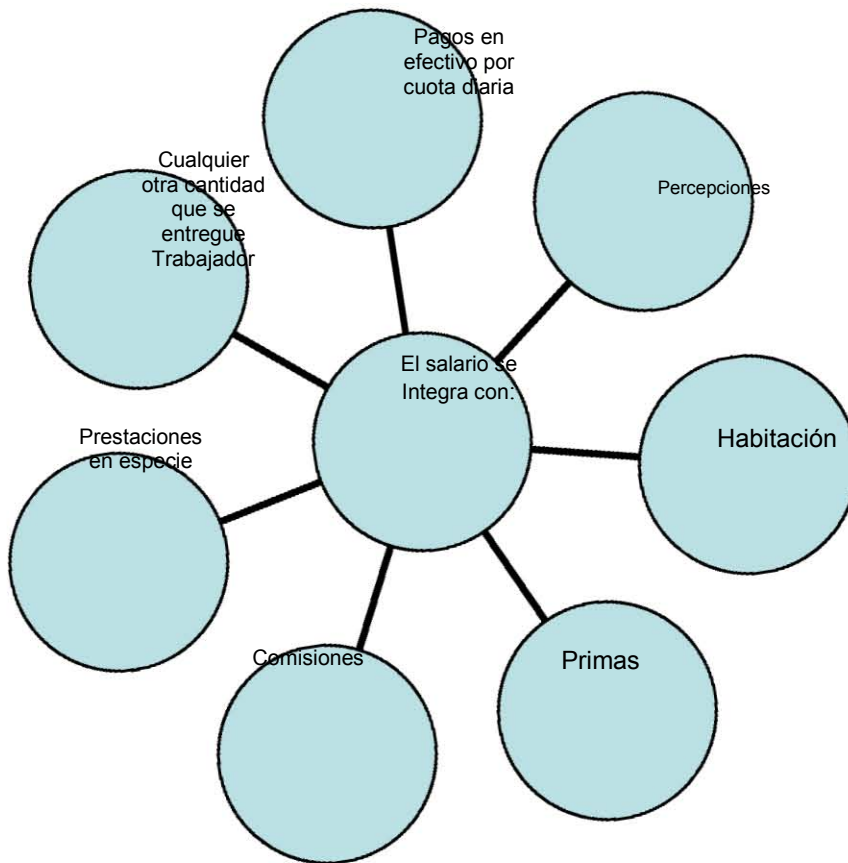 Pagos en
efectivo por
cuota diaria
Cualquier
otra cantidad
que se
entregue
Trabajador
Percepciones
El salario se
Integra con:
Habitación
Prestaciones
en especie
Comisiones
Primas